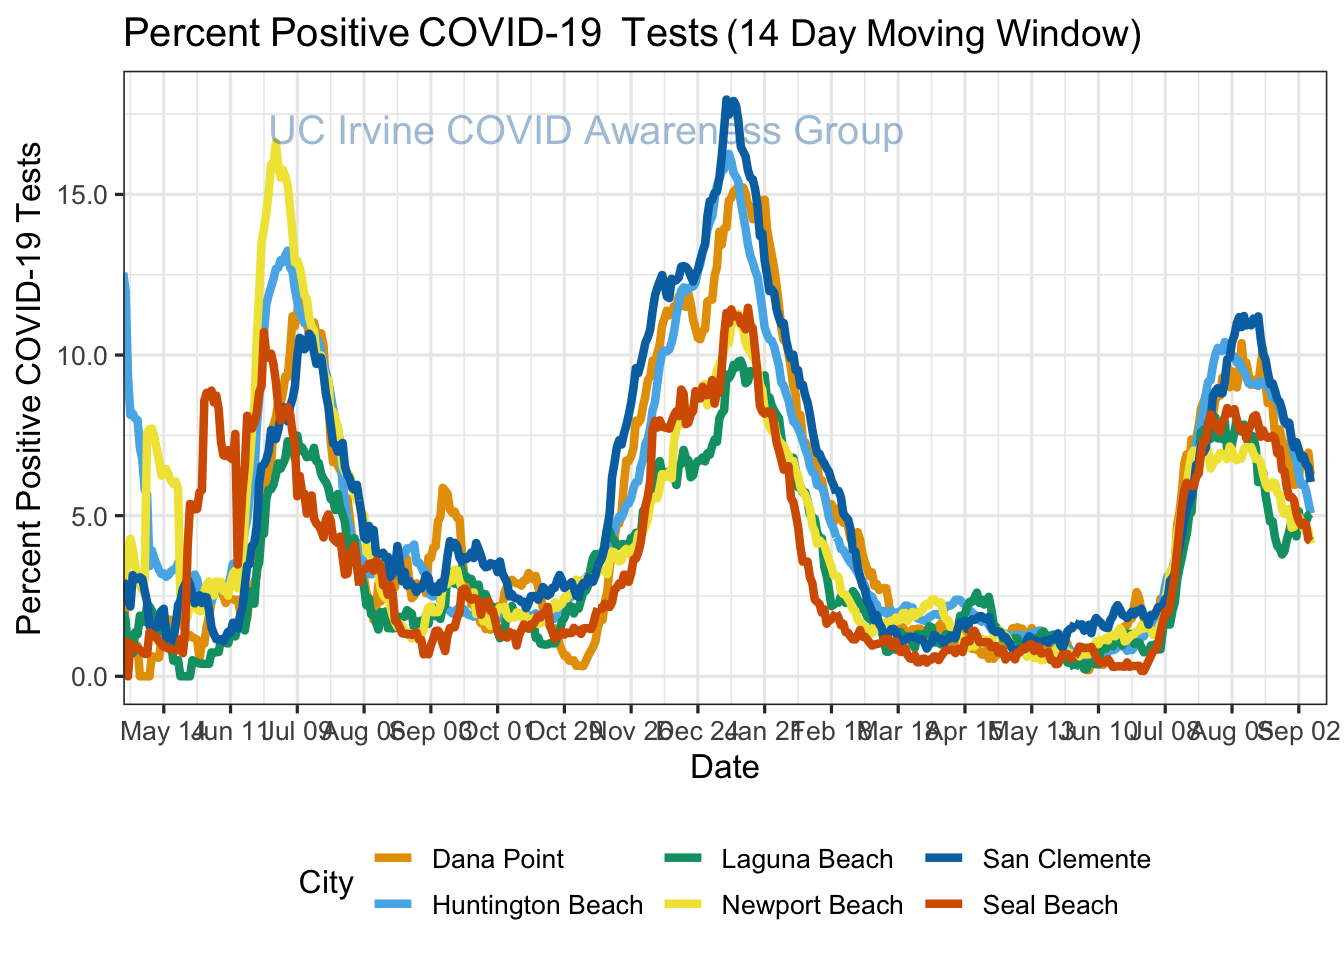 Percent Positive COVID-19 Tests (14 Day Moving Window)
UC Irvine COVID Awareness Group
Percent Positive COVID-19 Tests
15.0
10.0
5.0
0.0
May 14 Jun 11 Jul 09 Aug 06 Sep 03 Oct 01 Oct 29 Nov 26 Dec 24 Jan 21 Feb 18 Mar 18 Apr 15 May 13 Jun 10 Jul 08 Aug 05 Sep 02
Date
City
Dana Point
Laguna Beach
San Clemente
Huntington Beach
Newport Beach
Seal Beach